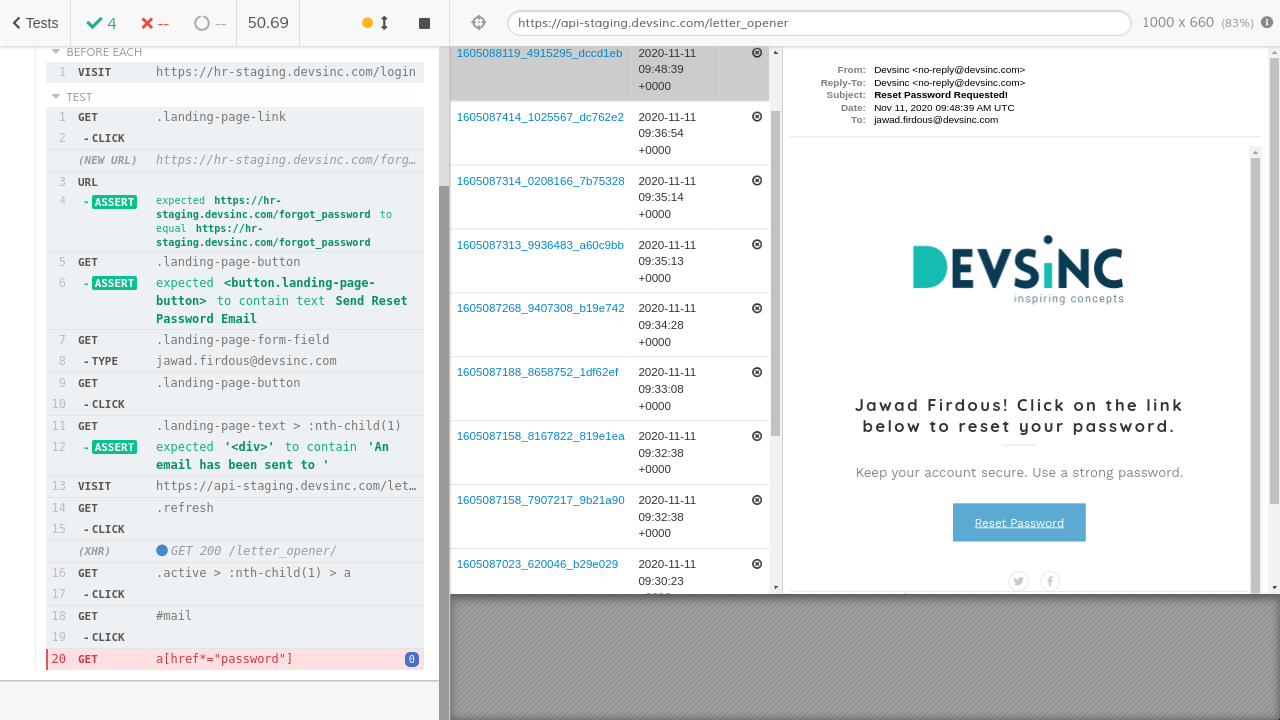 Tests
4
--
--
50.69
https://api-staging.devsinc.com/letter_opener
1000 x 660 (83%)
BEFORE EACH
1 VISIT https://hr-staging.devsinc.com/login
TEST
1 GET .landing-page-link
2 - CLICK
(NEW URL) https://hr-staging.devsinc.com/forg…
3 URL
4 - ASSERT expected https://hr-
staging.devsinc.com/forgot_password to
equal https://hr-
staging.devsinc.com/forgot_password
5 GET .landing-page-button
6 - ASSERT expected <button.landing-page-
button> to contain text Send Reset
Password Email
7 GET .landing-page-form-field
8 - TYPE jawad.firdous@devsinc.com
9 GET .landing-page-button
10 - CLICK
11 GET .landing-page-text > :nth-child(1)
12 - ASSERT expected '<div>' to contain 'An
email has been sent to '
13 VISIT https://api-staging.devsinc.com/let…
14 GET .refresh
15 - CLICK
(XHR) GET 200 /letter_opener/
16 GET .active > :nth-child(1) > a
17 - CLICK
18 GET #mail
19 - CLICK
20 GET a[href*="password"] 0
1605088119_4915295_dccd1eb 2020-11-11
09:48:39
+0000
1605087414_1025567_dc762e2 2020-11-11
09:36:54
+0000
1605087314_0208166_7b75328 2020-11-11
09:35:14
+0000
1605087313_9936483_a60c9bb 2020-11-11
09:35:13
+0000
1605087268_9407308_b19e742 2020-11-11
09:34:28
+0000
1605087188_8658752_1df62ef 2020-11-11
09:33:08
+0000
1605087158_8167822_819e1ea 2020-11-11
09:32:38
+0000
1605087158_7907217_9b21a90 2020-11-11
09:32:38
+0000
1605087023_620046_b29e029 2020-11-11
09:30:23
From: Devsinc <no-reply@devsinc.com>
Reply-To: Devsinc <no-reply@devsinc.com>
Subject: Reset Password Requested!
Date: Nov 11, 2020 09:48:39 AM UTC
To: jawad.firdous@devsinc.com
DEVSiNC
inspiring concepts
Jawad Firdous! Click on the link
below to reset your password.
Keep your account secure. Use a strong password.
Reset Password